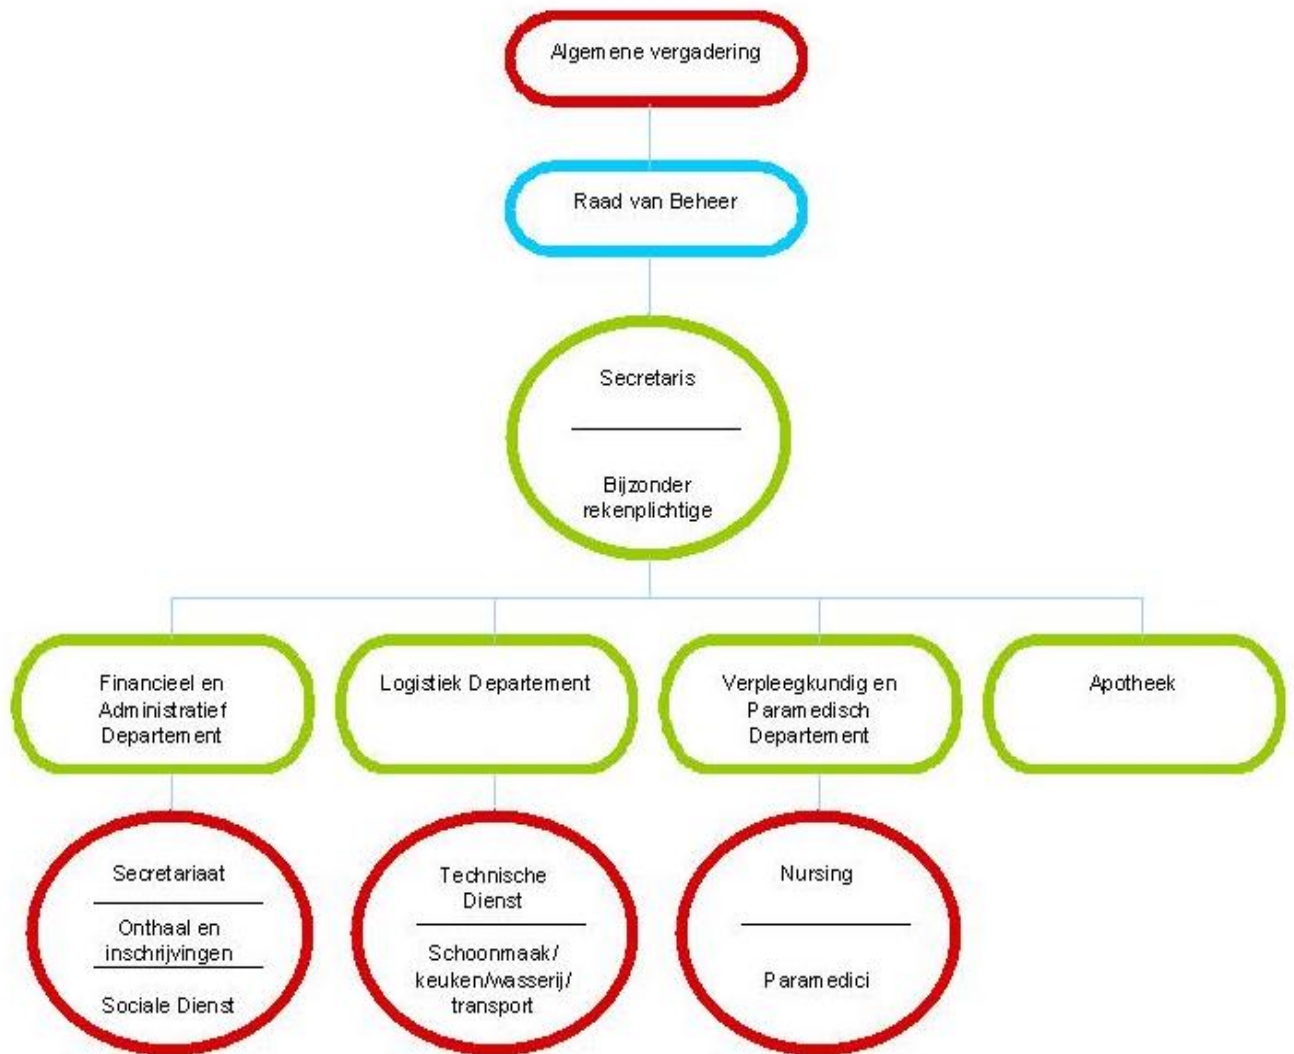 Algemene vergadering
Raad van Beheer
Secretaris
Bijzonder
rekenplichtige
Financieel en
Administratief
Departement
Logistiek Departement
Verpleegkundig en
Paramedisch
Departement
Apotheek
Secretariaat
Onthaal en
inschrijvingen
Sociale Dienst
Technische
Dienst
Schoonmaak/
keuken/wasserij/
transport
Nursing
Paramedici